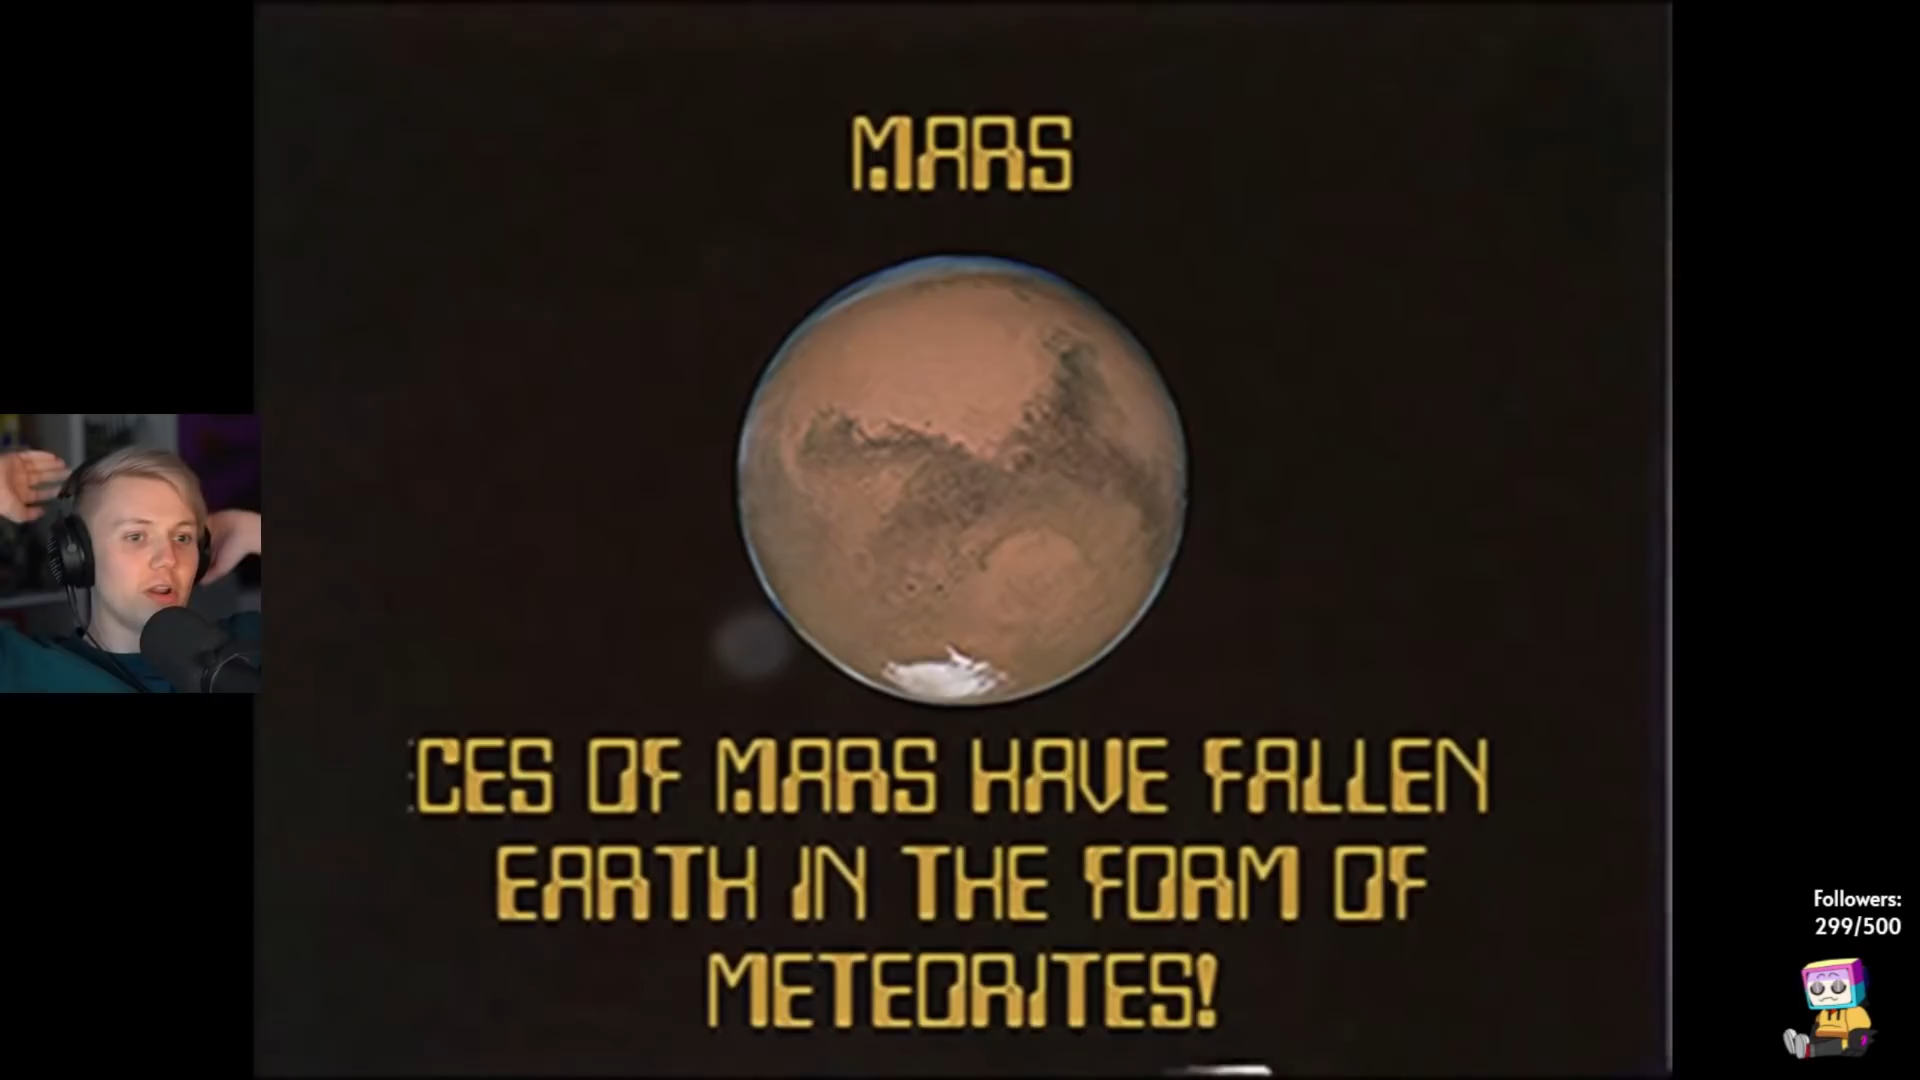 MARS
CES OF MARS HAVE FALLEN
EARTH IN THE FORM OF
METEORITES!
Followers:
299/500